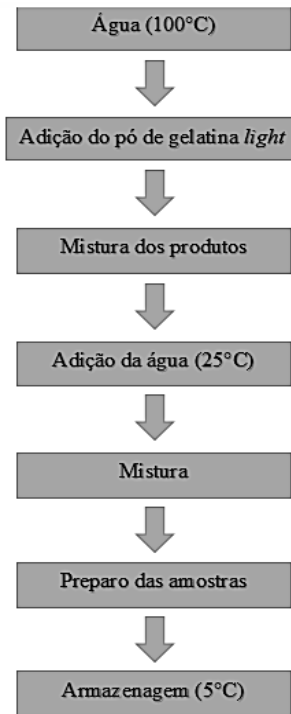 Água (100°C)
Adição do pó de gelatina light
Mistura dos produtos
Adição da água (25°C)
Mistura
Preparo das amostras
Armazenagem (5°C)